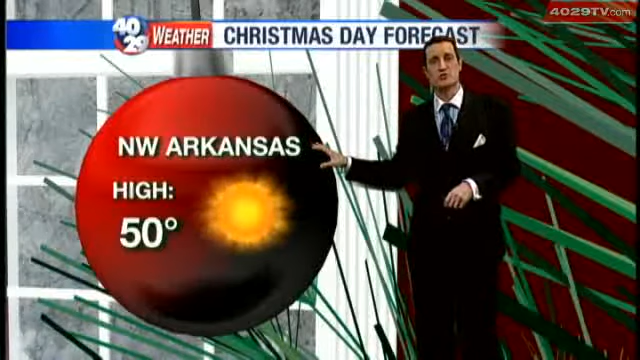 4029TV.com
40 29 WEATHER CHRISTMAS DAY FORECAST
NW ARKANSAS
HIGH:
50°